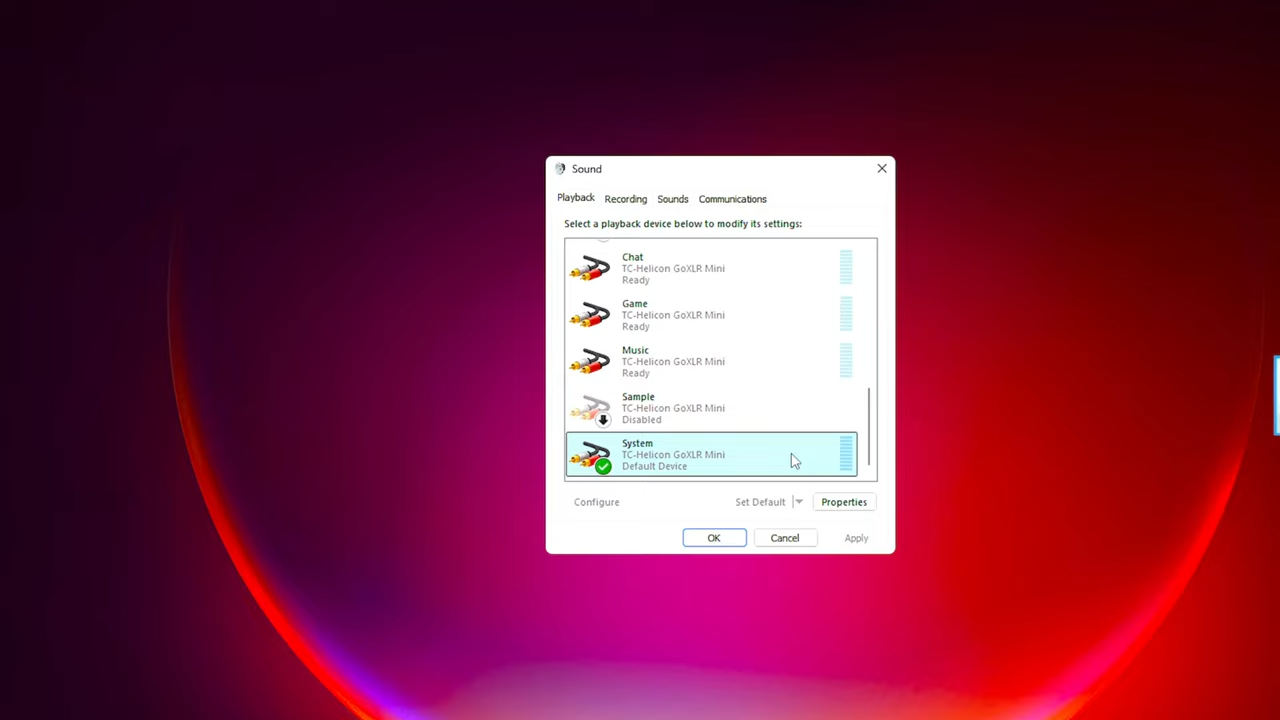 Sound
Playback Recording Sounds Communications
Select a playback device below to modify its settings:
Chat
TC-Helicon GoXLR Mini
Ready
Game
TC-Helicon GoXLR Mini
Ready
Music
TC-Helicon GoXLR Mini
Ready
Sample
TC-Helicon GoXLR Mini
Disabled
System
TC-Helicon GoXLR Mini
Default Device
Configure Set Default Properties
OK Cancel Apply